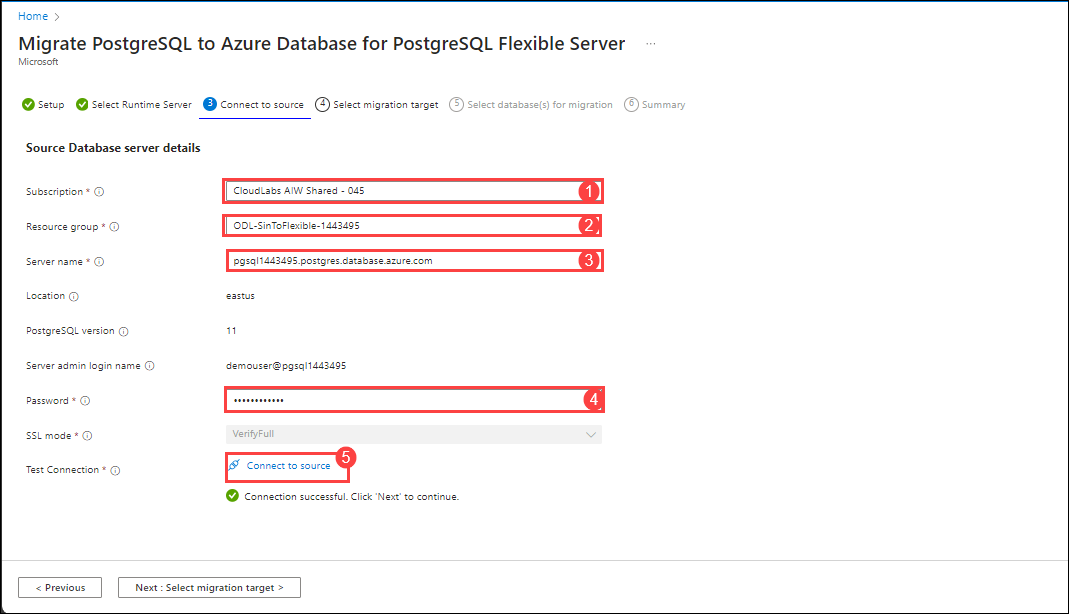 Home >
Migrate PostgreSQL to Azure Database for PostgreSQL Flexible Server ...
Microsoft
Setup Select Runtime Server 3 Connect to source 4 Select migration target 5 Select database(s) for migration 6 Summary
Source Database server details
Subscription * CloudLabs AIW Shared - 045 1
Resource group * ODL-SinToFlexible-1443495 2
Server name * pgsql1443495.postgres.database.azure.com 3
Location eastus
PostgreSQL version 11
Server admin login name demouser@pgsql1443495
Password * •••••••••••• 4
SSL mode * VerifyFull
Test Connection * Connect to source 5
Connection successful. Click 'Next' to continue.
< Previous Next : Select migration target >